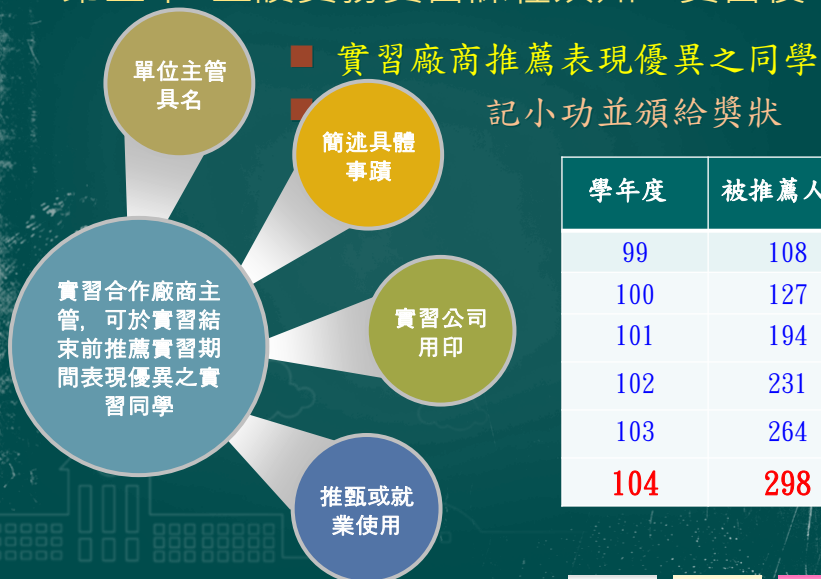 實習廠商推薦表現優異之同學
記小功並頒給獎狀
單位主管
具名
簡述具體
事蹟
實習公司
用印
推甄或就
業使用
實習合作廠商主
管, 可於實習結
束前推薦實習期
間表現優異之實
習同學
學年度 被推薦人
99 108
100 127
101 194
102 231
103 264
104 298